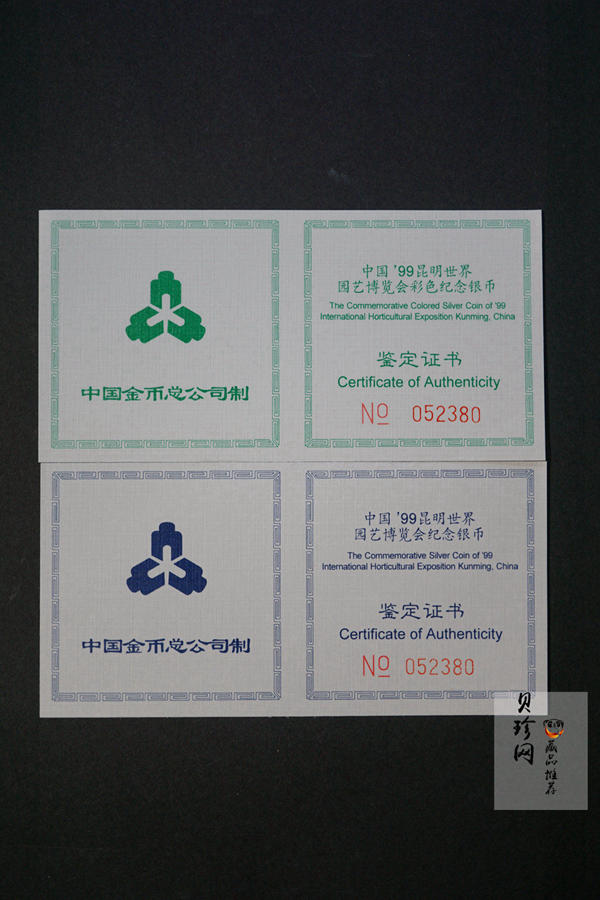 中国金币总公司制
中国 '99昆明世界
园艺博览会彩色纪念银币
The Commemorative Colored Silver Coin of '99
International Horticultural Exposition Kunming, China
鉴定证书
Certificate of Authenticity
No 052380
中国金币总公司制
中国 '99昆明世界
园艺博览会纪念银币
The Commemorative Silver Coin of '99
International Horticultural Exposition Kunming, China
鉴定证书
Certificate of Authenticity
No 052380
贝珍网
藏品推荐